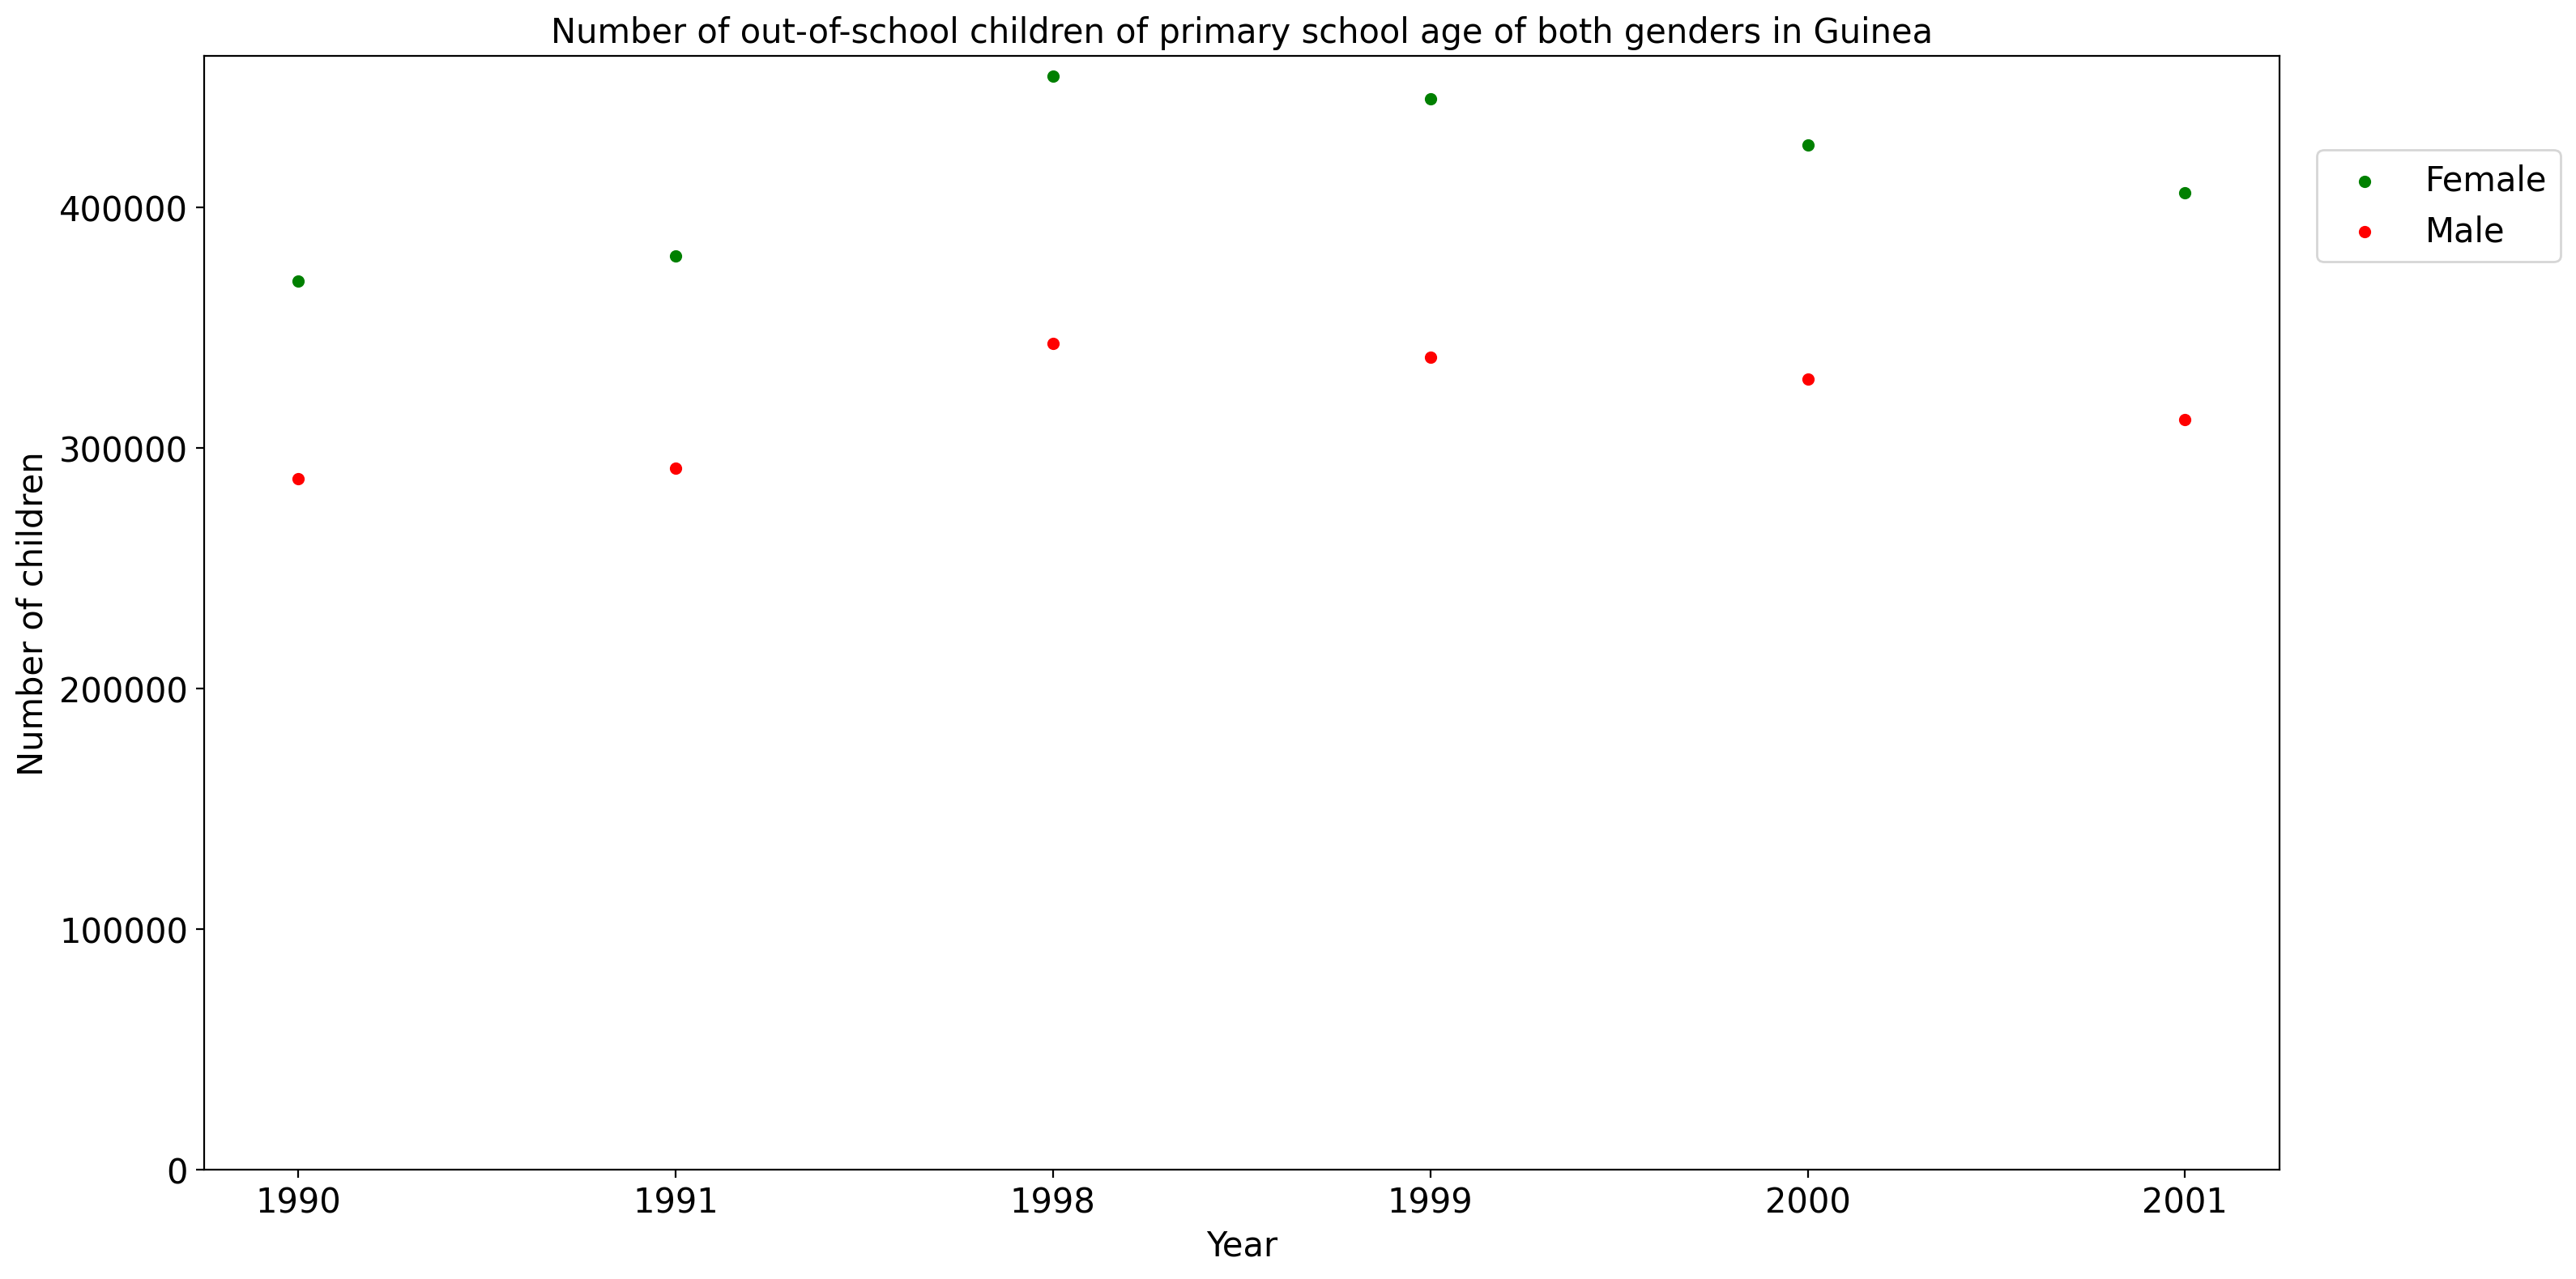 Number of out-of-school children of primary school age of both genders in Guinea
Female
Male
Number of children
400000
300000
200000
100000
0
1990 1991 1998 1999 2000 2001
Year